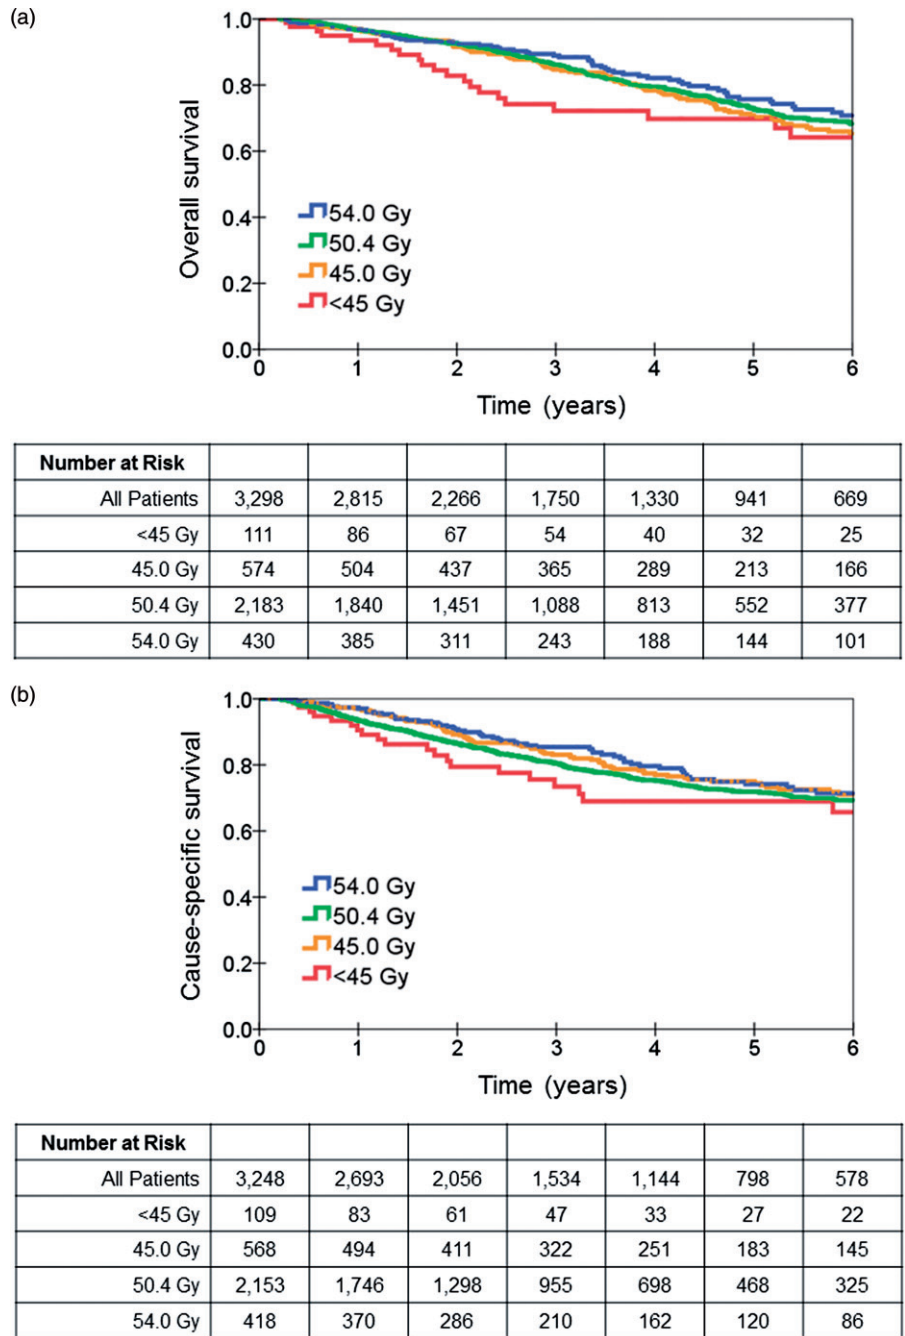 (a)
1.0
0.8
0.6
0.4
0.2
0.0
Overall survival
54.0 Gy
50.4 Gy
45.0 Gy
<45 Gy
0 1 2 3 4 5 6
Time (years)
Number at Risk
All Patients 3,298 2,815 2,266 1,750 1,330 941 669
<45 Gy 111 86 67 54 40 32 25
45.0 Gy 574 504 437 365 289 213 166
50.4 Gy 2,183 1,840 1,451 1,088 813 552 377
54.0 Gy 430 385 311 243 188 144 101
(b)
1.0
0.8
0.6
0.4
0.2
0.0
Cause-specific survival
54.0 Gy
50.4 Gy
45.0 Gy
<45 Gy
0 1 2 3 4 5 6
Time (years)
Number at Risk
All Patients 3,248 2,693 2,056 1,534 1,144 798 578
<45 Gy 109 83 61 47 33 27 22
45.0 Gy 568 494 411 322 251 183 145
50.4 Gy 2,153 1,746 1,298 955 698 468 325
54.0 Gy 418 370 286 210 162 120 86